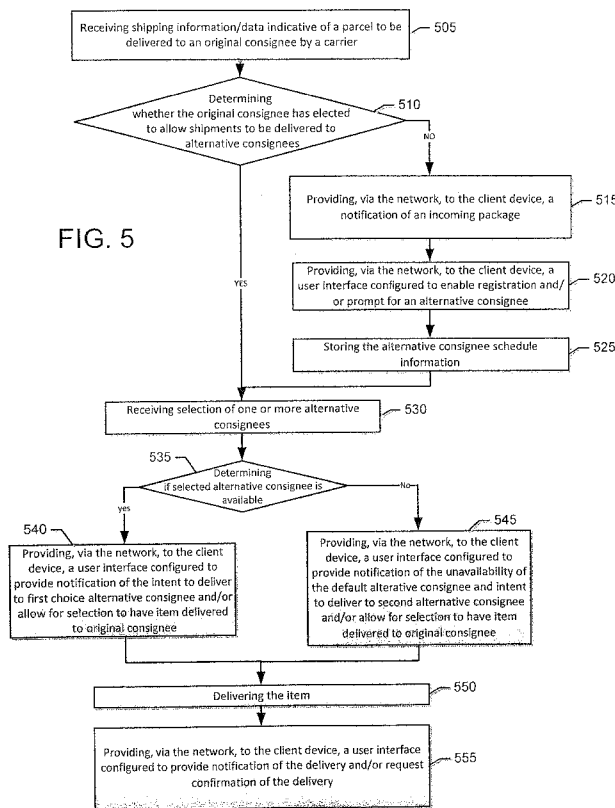 Receiving shipping information/data indicative of a parcel to be
delivered to an original consignee by a carrier
505
Determining
whether the original consignee has elected
to allow shipments to be delivered to
alternative consignees
510
NO
Providing, via the network, to the client device, a
notification of an incoming package
515
FIG. 5
YES
Providing, via the network, to the client device, a
user interface configured to enable registration and/
or prompt for an alternative consignee
520
Storing the alternative consignee schedule
information
525
Receiving selection of one or more alternative
consignees
530
535
Determining
if selected alternative consignee is
available
yes
No
540
Providing, via the network, to the client
device, a user interface configured to
provide notification of the intent to deliver
to first choice alternative consignee and/or
allow for selection to have item delivered
to original consignee
545
Providing, via the network, to the client
device, a user interface configured to
provide notification of the unavailability of
the default alterative consignee and intent
to deliver to second alternative consignee
and/or allow for selection to have item
delivered to original consignee
Delivering the item
550
Providing, via the network, to the client device, a user interface
configured to provide notification of the delivery and/or request
confirmation of the delivery
555